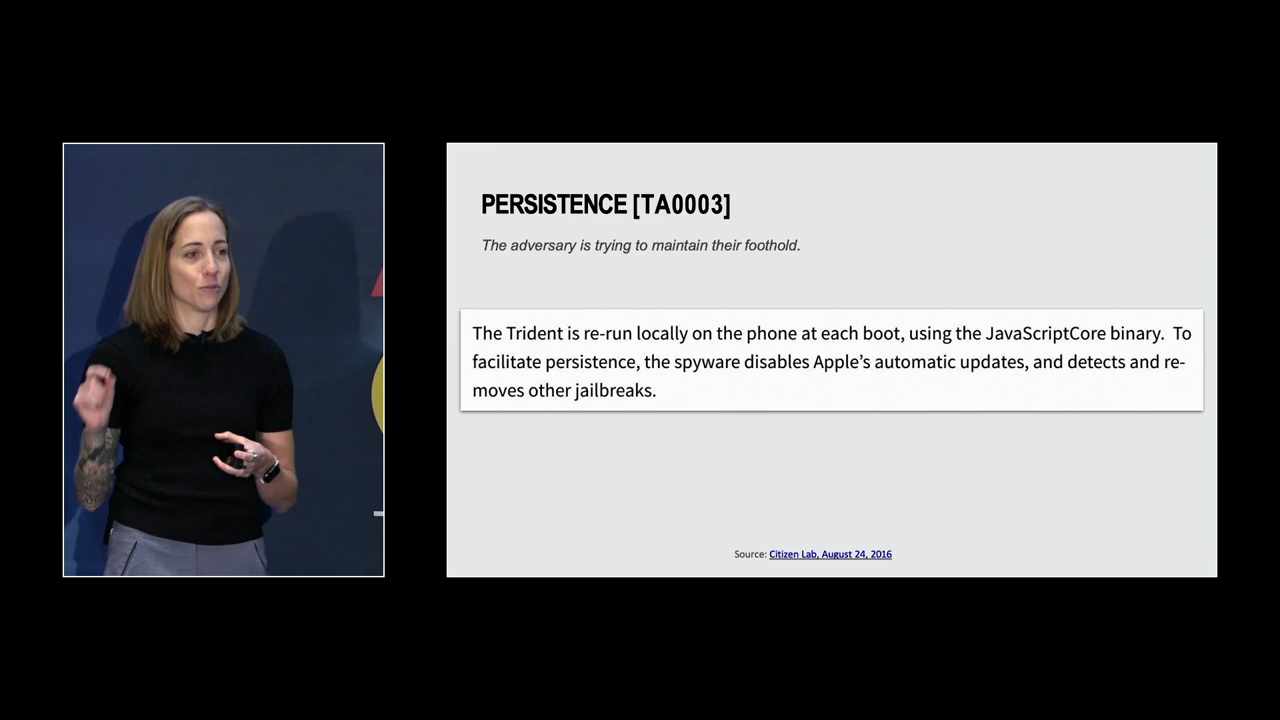 PERSISTENCE [TA0003]
The adversary is trying to maintain their foothold.
The Trident is re-run locally on the phone at each boot, using the JavaScriptCore binary.  To
facilitate persistence, the spyware disables Apple’s automatic updates, and detects and re-
moves other jailbreaks.
Source: Citizen Lab, August 24, 2016